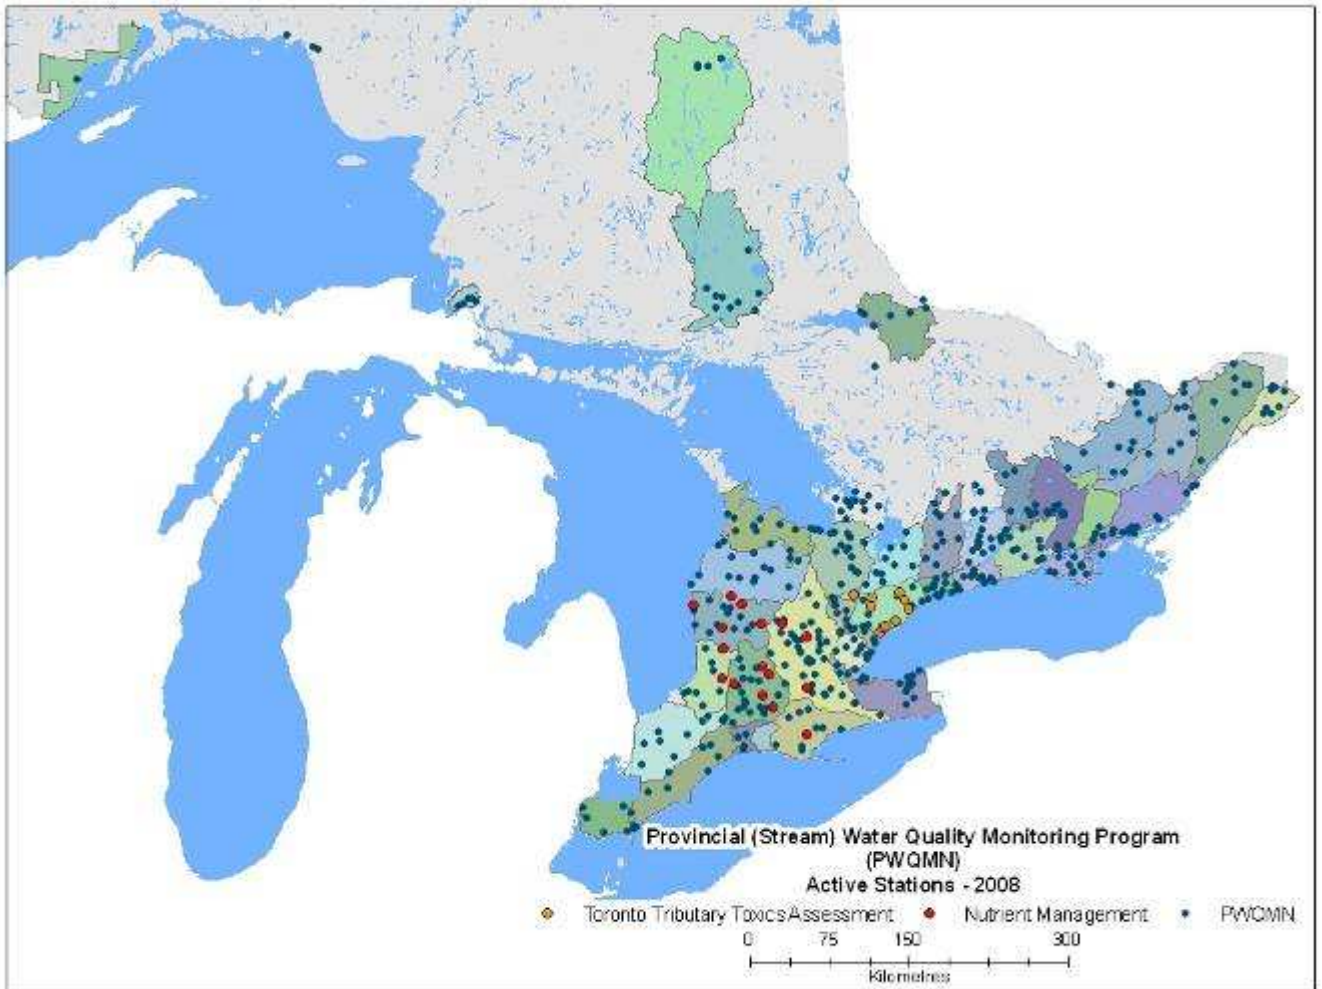 Provincial (Stream) Water Quality Monitoring Program
(PWQMN)
Active Stations - 2008
Toronto Tributary Toxics Assessment Nutrient Management PWQMN
0 75 150 300
Kilometres